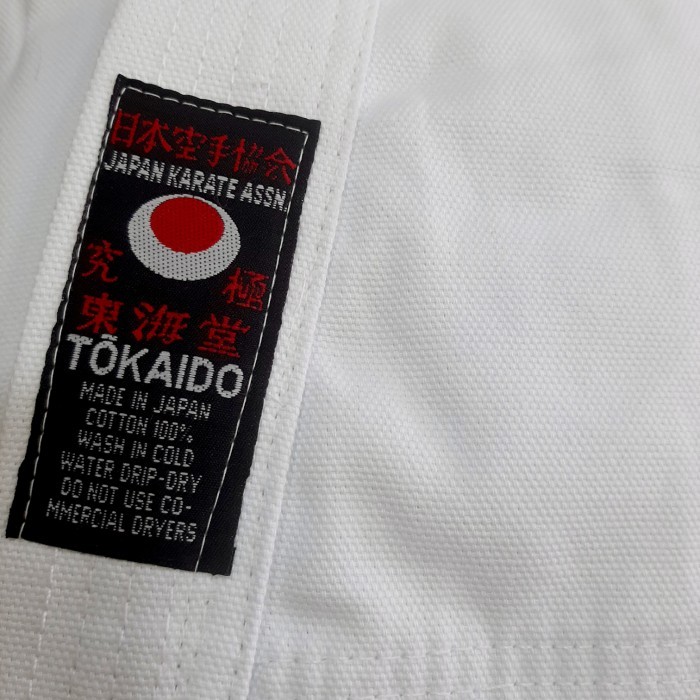 日本空手協会
JAPAN KARATE ASSN.
究 極
東海堂
TŌKAIDO
MADE IN JAPAN
COTTON 100%
WASH IN COLD
WATER DRIP-DRY
DO NOT USE CO-
MMERCIAL DRYERS